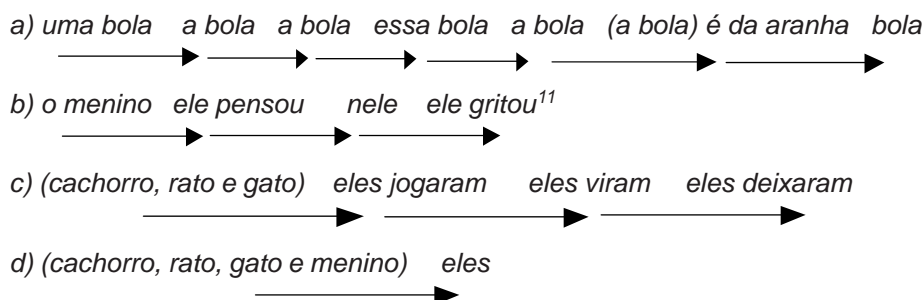 a) uma bola a bola a bola essa bola a bola (a bola) é da aranha bola
b) o menino ele pensou nele ele gritou11
c) (cachorro, rato e gato) eles jogaram eles viram eles deixaram
d) (cachorro, rato, gato e menino) eles